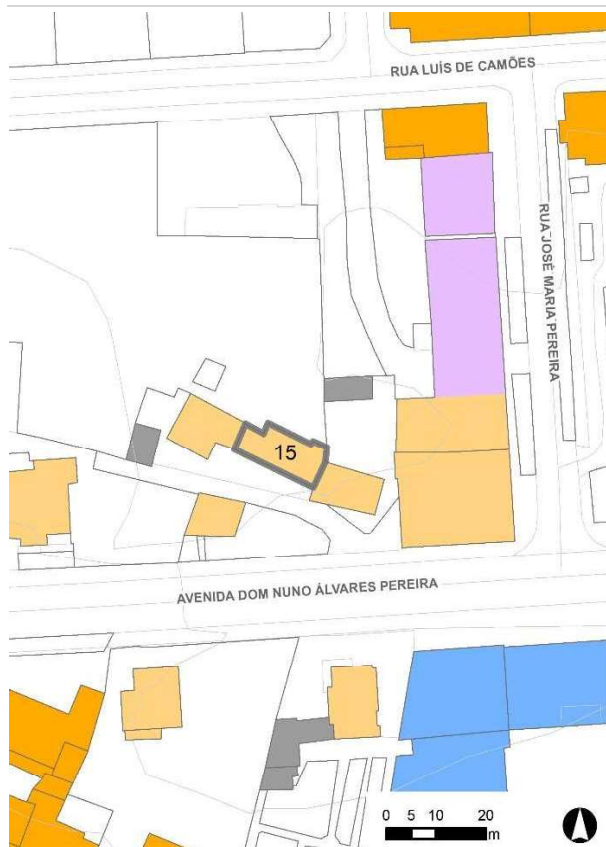 RUA LUÍS DE CAMÕES
RUA JOSÉ MARIA PEREIRA
15
AVENIDA DOM NUNO ÁLVARES PEREIRA
0 5 10 20
m